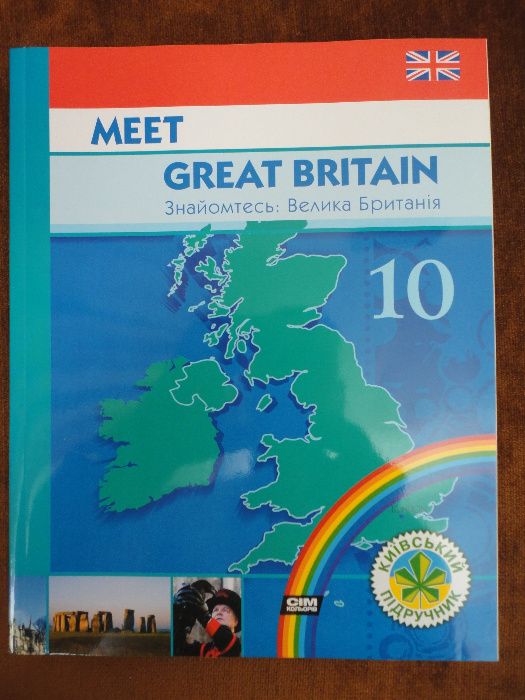 MEET
GREAT BRITAIN
Знайомтесь: Велика Британія
10
СІМ
КОЛЬОРІВ
КИЇВСЬКИЙ
ПІДРУЧНИК